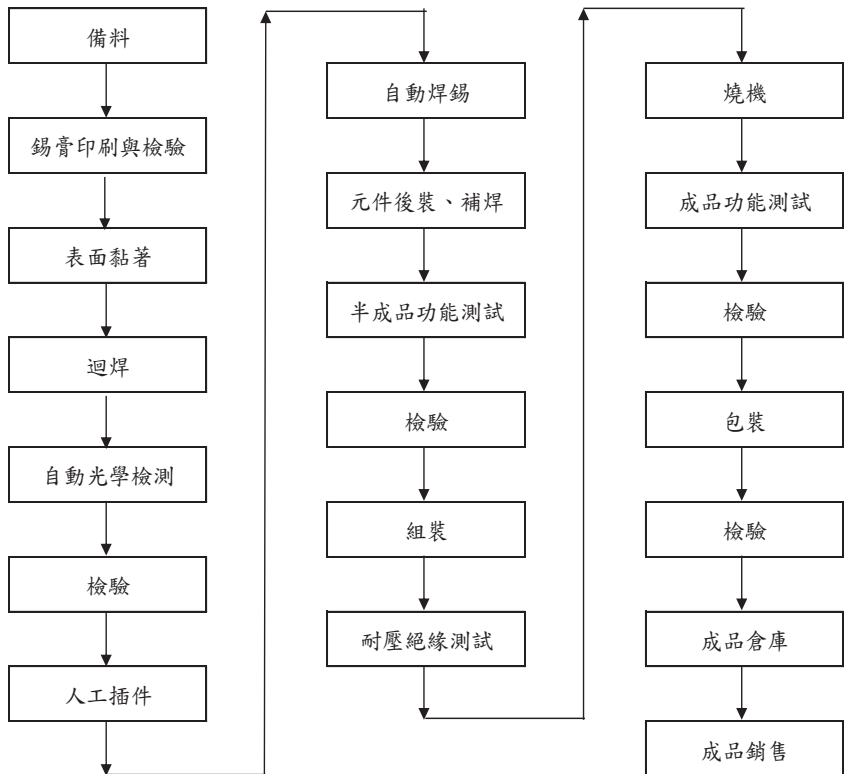 備料
錫膏印刷與檢驗
表面黏著
迴焊
自動光學檢測
檢驗
人工插件
自動焊錫
元件後裝、補焊
半成品功能測試
檢驗
組裝
耐壓絕緣測試
燒機
成品功能測試
檢驗
包裝
檢驗
成品倉庫
成品銷售